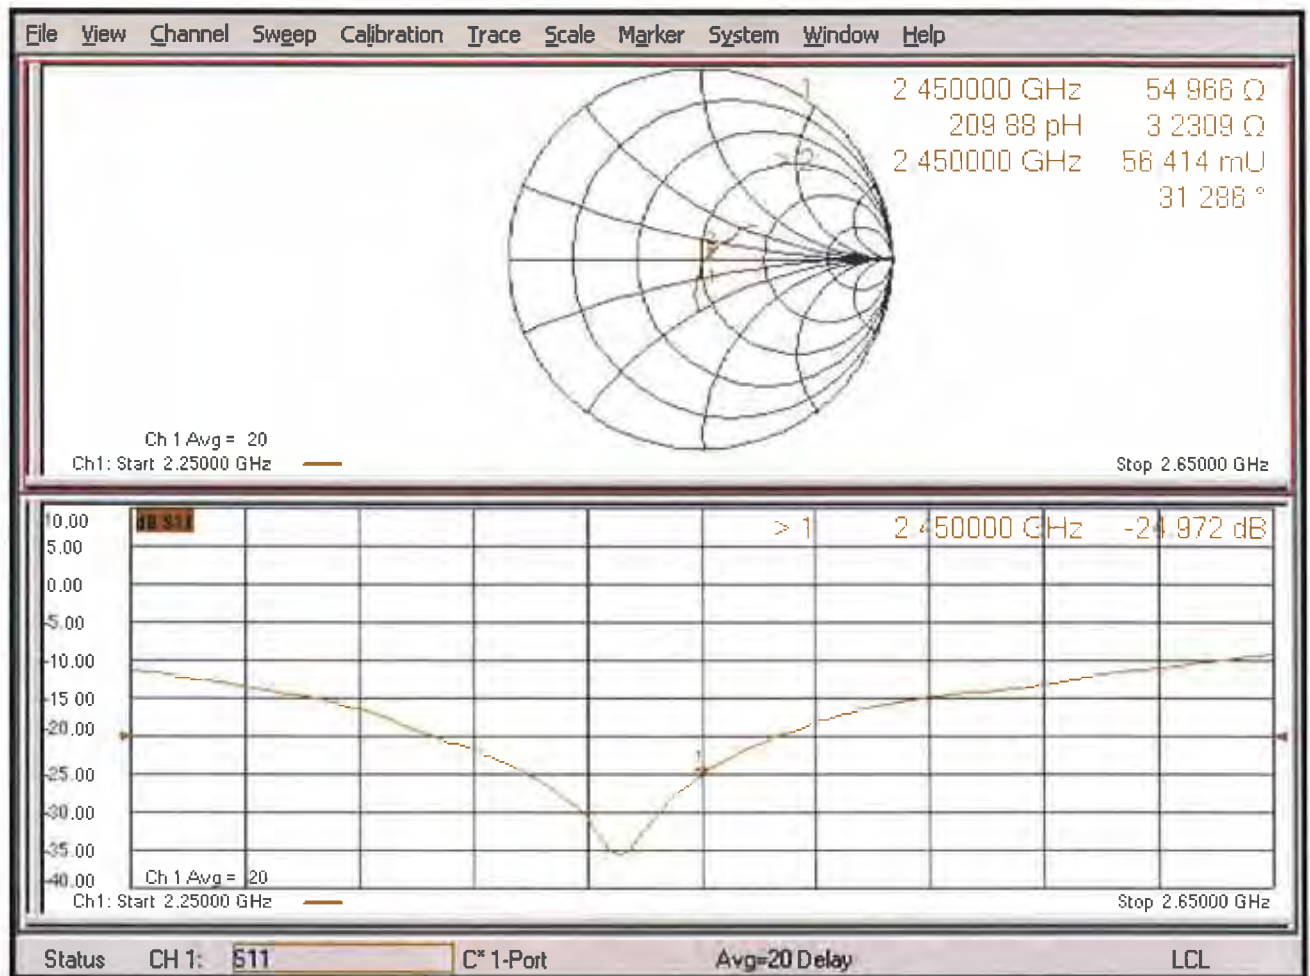 File View Channel Sweep Calibration Trace Scale Marker System Window Help
2 450000 GHz 54 966 Ω
209 88 pH 3 2309 Ω
2 450000 GHz 56 414 mU
31 286 °
Ch 1 Avg = 20
Ch1: Start 2.25000 GHz
Stop 2.65000 GHz
10.00
dB S11
> 1 2 450000 GHz -24 972 dB
5.00
0.00
-5.00
-10.00
-15 00
-20.00
1
-25.00
-30.00
-35.00
-40.00
Ch 1 Avg = 20
Ch1: Start 2.25000 GHz
Stop 2.65000 GHz
Status CH 1: S11 C* 1-Port Avg=20 Delay LCL